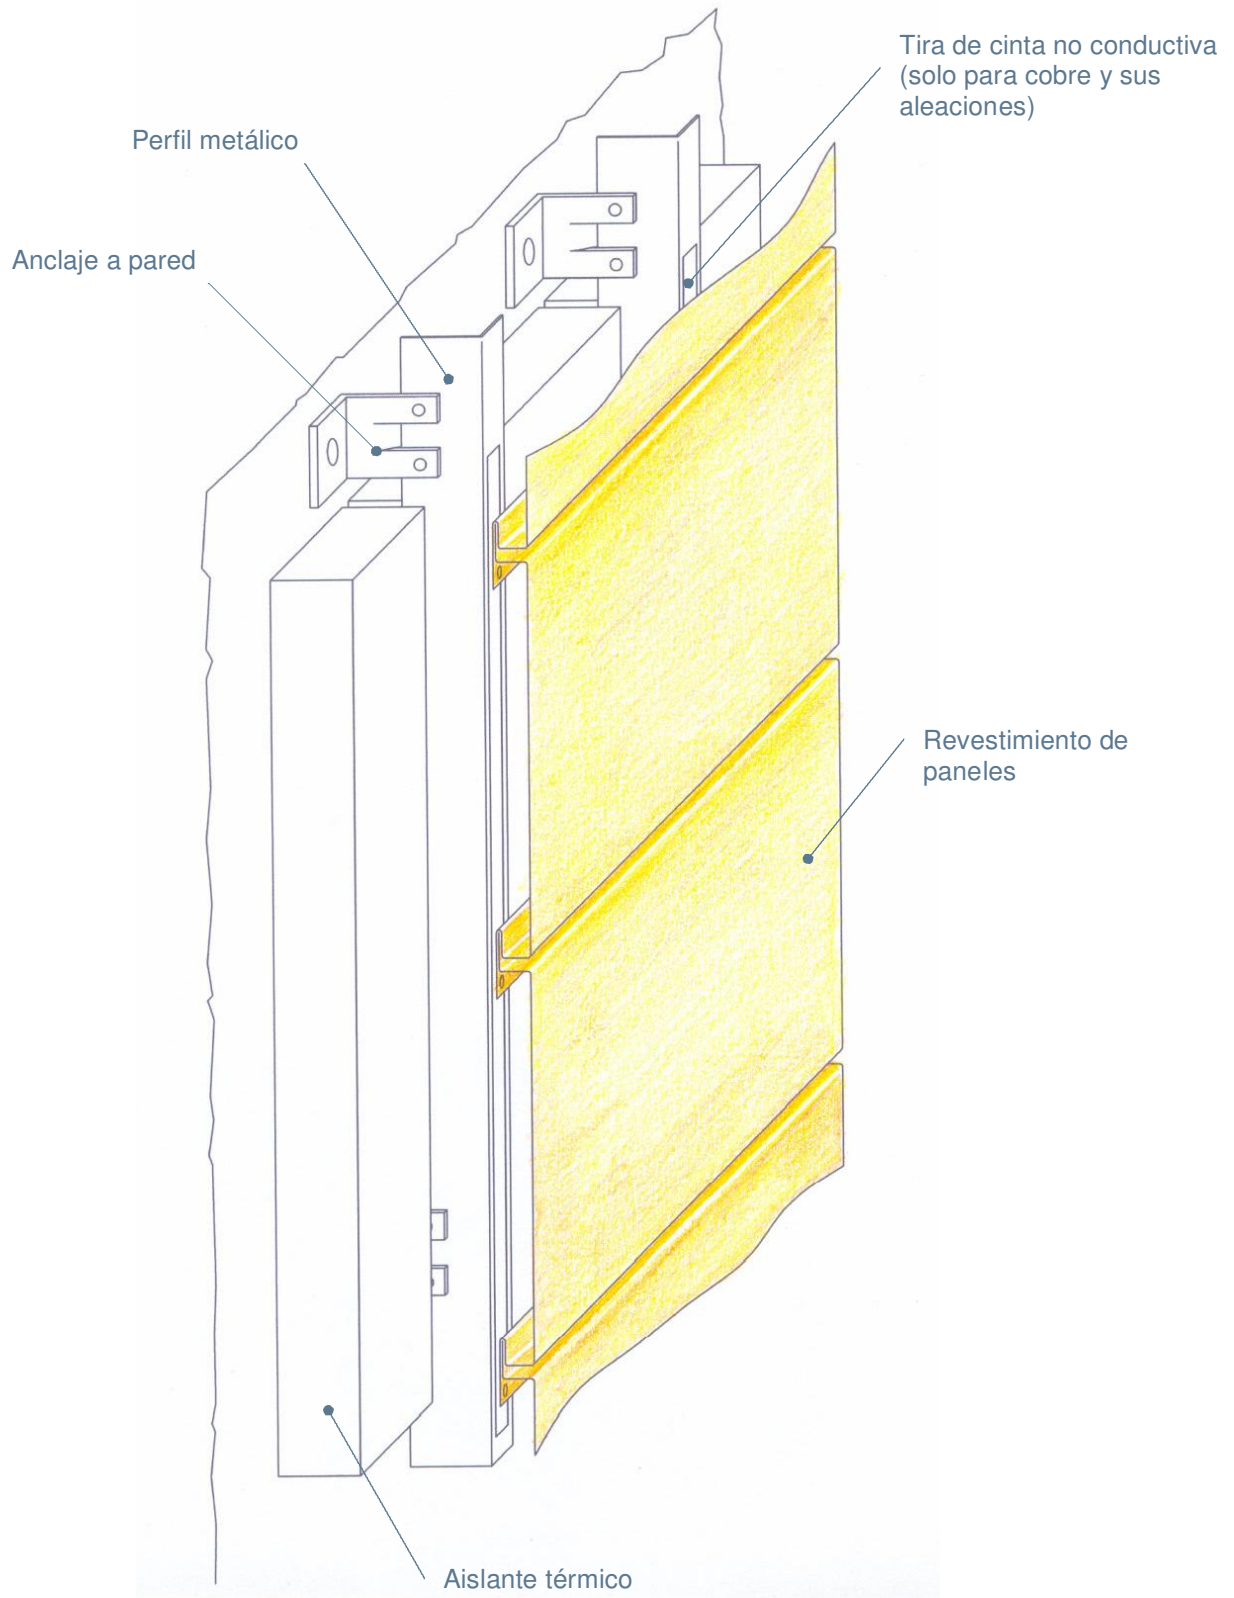 Tira de cinta no conductiva
(solo para cobre y sus
aleaciones)
Perfil metálico
Anclaje a pared
Revestimiento de
paneles
Aislante térmico